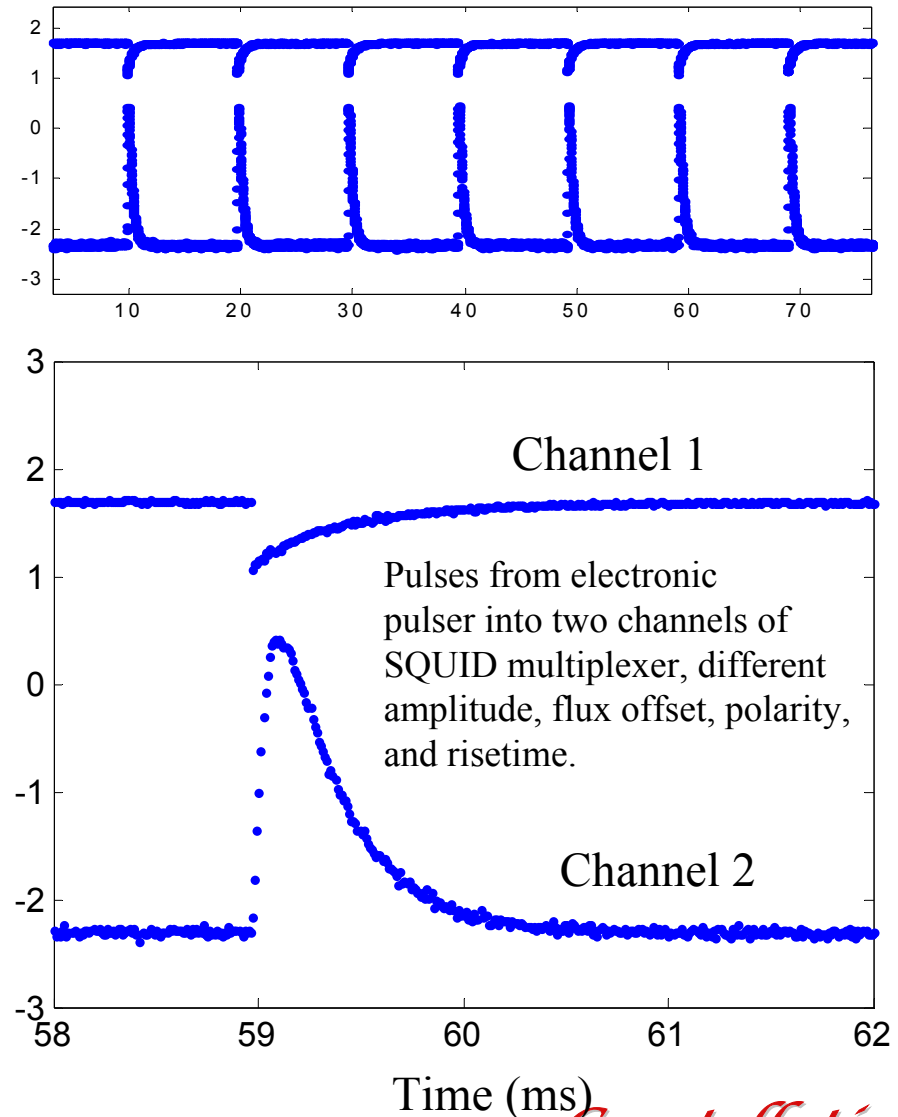 2
1
0
-1
-2
-3
10 20 30 40 50 60 70
3
2
1
0
-1
-2
-3
58 59 60 61 62
Channel 1
Pulses from electronic
pulser into two channels of
SQUID multiplexer, different
amplitude, flux offset, polarity,
and risetime.
Channel 2
Time (ms)